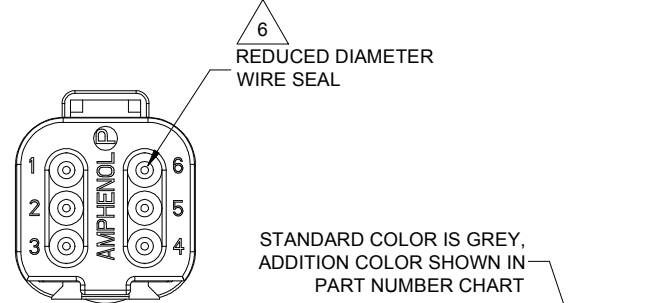 6
REDUCED DIAMETER
WIRE SEAL
1
6
2
5
3
4
AMPHENOL P
STANDARD COLOR IS GREY,
ADDITION COLOR SHOWN IN
PART NUMBER CHART